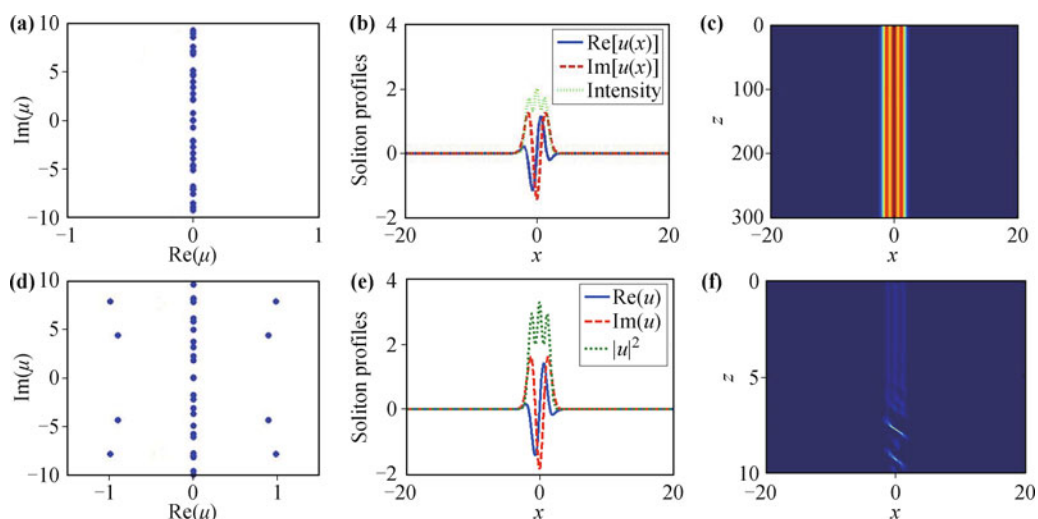 (a)
10
5
0
−5
−10
−1
0
1
Im(μ)
Re(μ)
(b)
4
2
0
−2
−20
0
20
Soliton profiles
x
Re[u(x)]
Im[u(x)]
Intensity
(c)
0
100
200
300
−20
0
20
z
x
(d)
10
5
0
−5
−10
−1
0
1
Im(μ)
Re(μ)
(e)
4
2
0
−2
−20
0
20
Soliton profiles
x
Re(u)
Im(u)
|u|²
(f)
0
5
10
−20
0
20
z
x